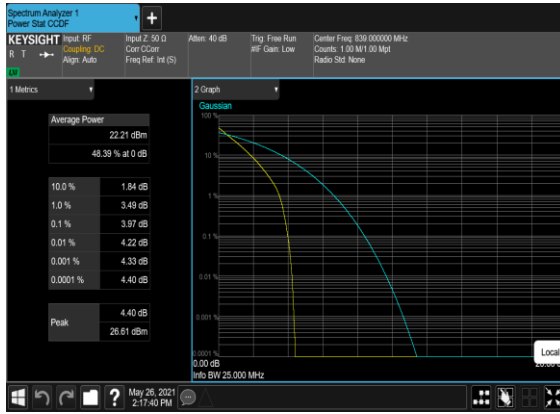 Spectrum Analyzer 1
Power Stat CCDF
+
KEYSIGHT
R T
LXI
Input: RF
Coupling: DC
Align: Auto
Input Z: 50 Ω
Corr CCorr
Freq Ref: Int (S)
Atten: 40 dB
Trig: Free Run
#IF Gain: Low
Center Freq: 839.000000 MHz
Counts: 1.00 M/1.00 Mpt
Radio Std: None
1 Metrics
Average Power
22.21 dBm
48.39 % at 0 dB
10.0 % 1.84 dB
1.0 % 3.49 dB
0.1 % 3.97 dB
0.01 % 4.22 dB
0.001 % 4.33 dB
0.0001 % 4.40 dB
Peak
4.40 dB
26.61 dBm
2 Graph
Gaussian
100 %
10 %
1 %
0.1 %
0.01 %
0.001 %
0.0001 %
0.00 dB
Info BW 25.000 MHz
Local
?
May 26, 2021
2:17:40 PM